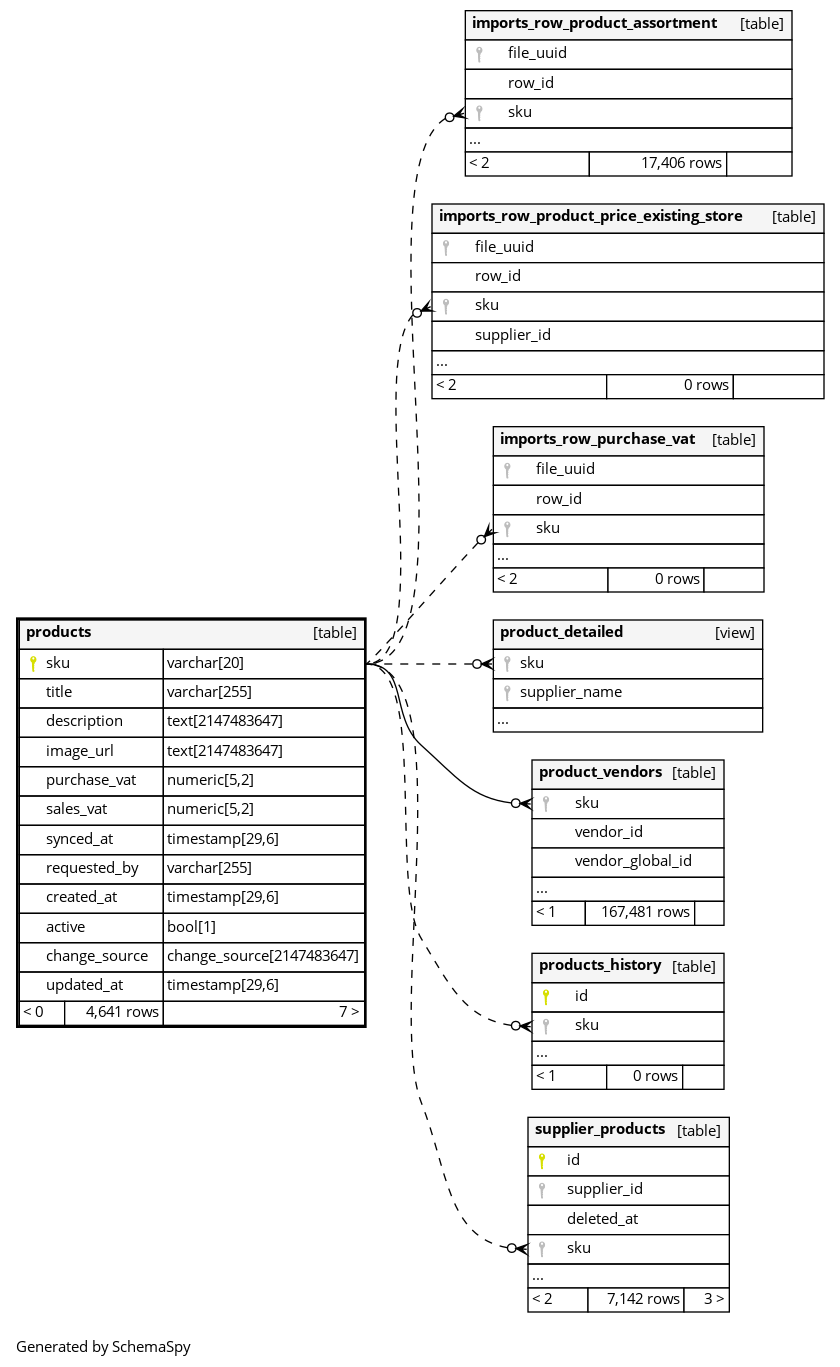 imports_row_product_assortment [table]
file_uuid
row_id
sku
...
< 2 17,406 rows
imports_row_product_price_existing_store [table]
file_uuid
row_id
sku
supplier_id
...
< 2 0 rows
imports_row_purchase_vat [table]
file_uuid
row_id
sku
...
< 2 0 rows
products [table]
sku varchar[20]
title varchar[255]
description text[2147483647]
image_url text[2147483647]
purchase_vat numeric[5,2]
sales_vat numeric[5,2]
synced_at timestamp[29,6]
requested_by varchar[255]
created_at timestamp[29,6]
active bool[1]
change_source change_source[2147483647]
updated_at timestamp[29,6]
< 0 4,641 rows 7 >
product_detailed [view]
sku
supplier_name
...
product_vendors [table]
sku
vendor_id
vendor_global_id
...
< 1 167,481 rows
products_history [table]
id
sku
...
< 1 0 rows
supplier_products [table]
id
supplier_id
deleted_at
sku
...
< 2 7,142 rows 3 >
Generated by SchemaSpy